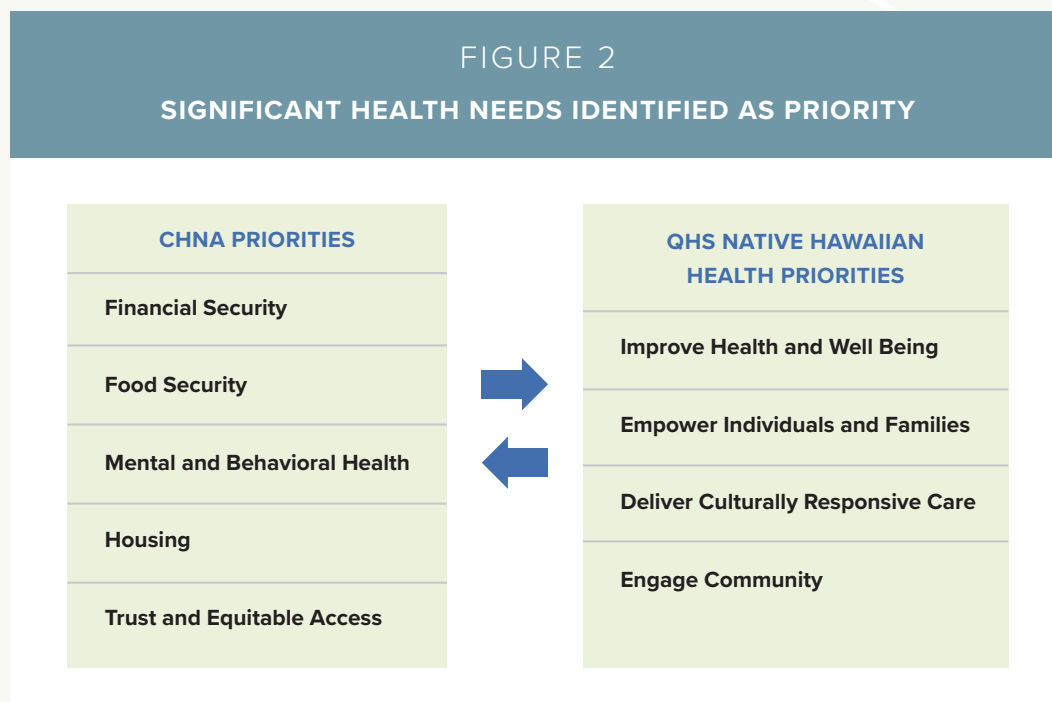 FIGURE 2
SIGNIFICANT HEALTH NEEDS IDENTIFIED AS PRIORITY
CHNA PRIORITIES
Financial Security
Food Security
Mental and Behavioral Health
Housing
Trust and Equitable Access
QHS NATIVE HAWAIIAN
HEALTH PRIORITIES
Improve Health and Well Being
Empower Individuals and Families
Deliver Culturally Responsive Care
Engage Community